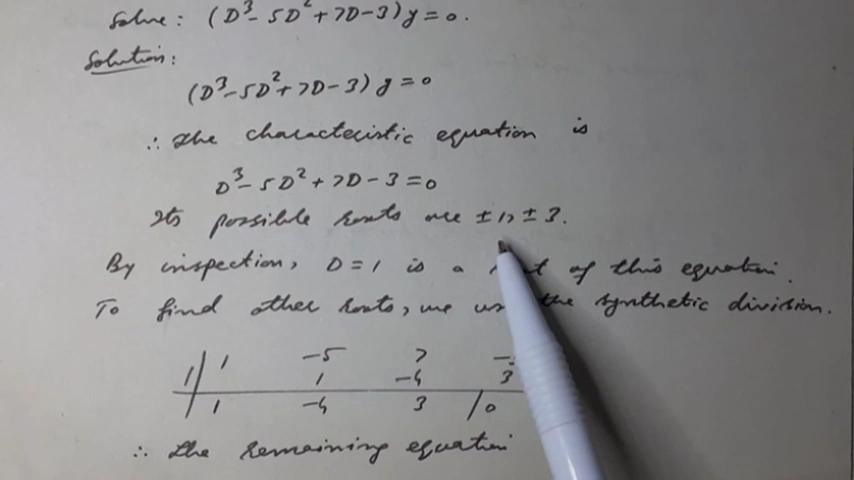 Solve: (D³ - 5D² + 7D - 3) y = 0.
Solution:
(D³ - 5D² + 7D - 3) y = 0
∴ The characteristic equation is
D³ - 5D² + 7D - 3 = 0
Its possible roots are ± 1, ± 3.
By inspection, D = 1 is a of this equation.
To find other roots, we the synthetic division.
1 | 1 -5 7
1 -4 3
1 -4 3 | 0
∴ The remaining equation